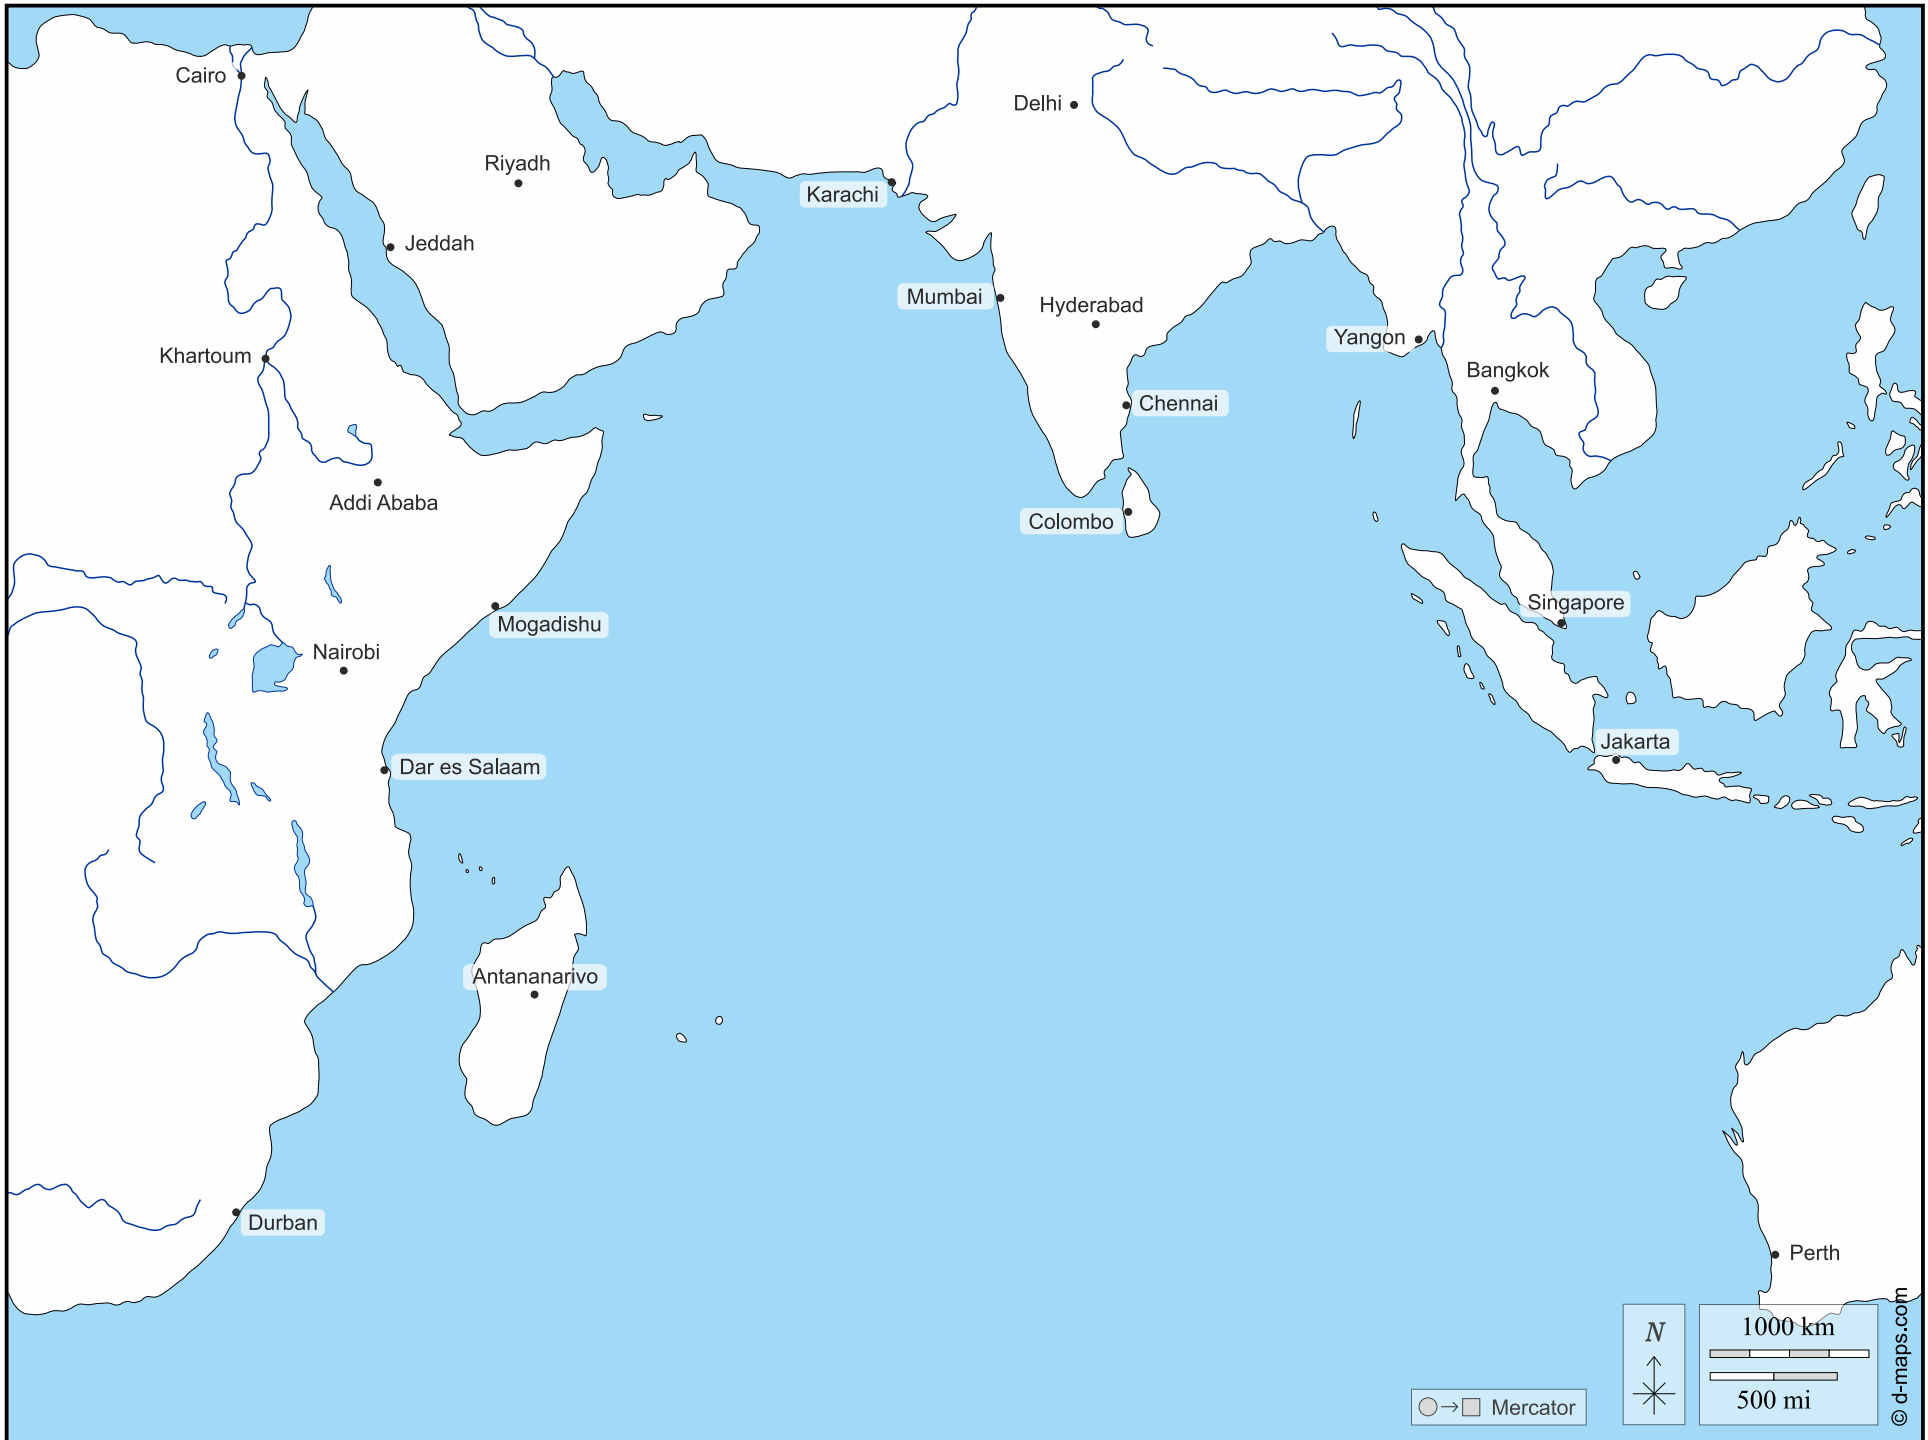 Cairo
Delhi
Riyadh
Karachi
Jeddah
Mumbai
Hyderabad
Yangon
Khartoum
Bangkok
Chennai
Addi Ababa
Colombo
Singapore
Mogadishu
Nairobi
Jakarta
Dar es Salaam
Antananarivo
Durban
Perth
N
1000 km
500 mi
Mercator
© d-maps.com